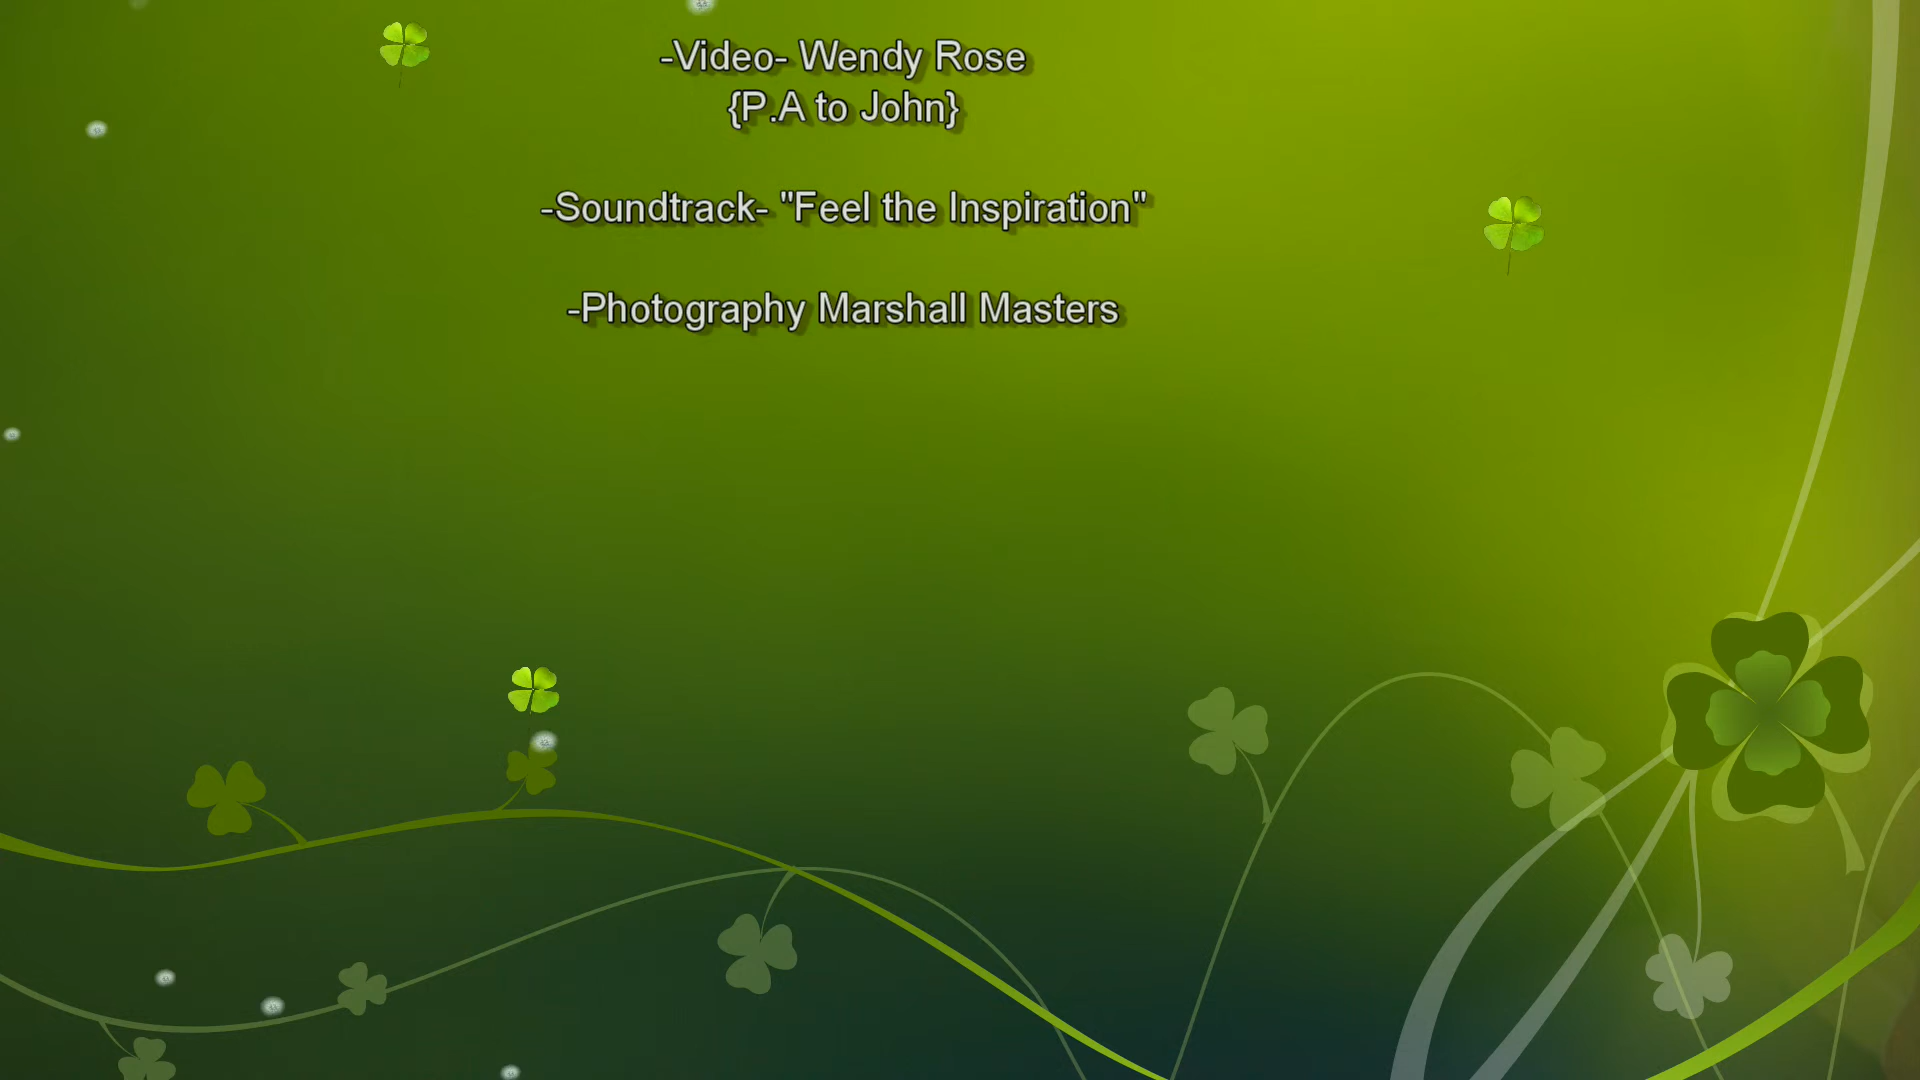 -Video- Wendy Rose
{P.A to John}
-Soundtrack- "Feel the Inspiration"
-Photography Marshall Masters